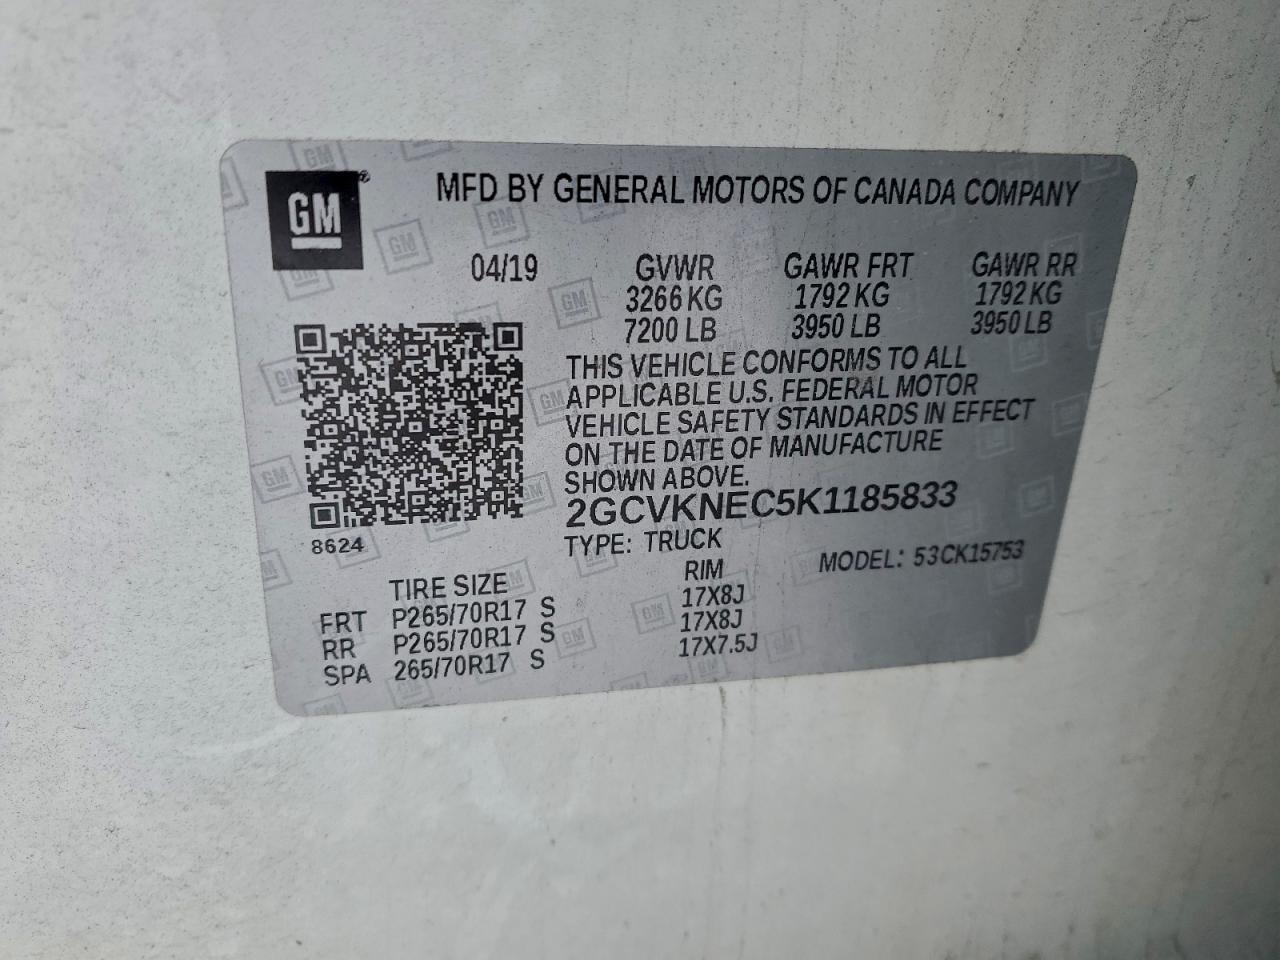 GM®
MFD BY GENERAL MOTORS OF CANADA COMPANY
04/19 GVWR GAWR FRT GAWR RR
3266 KG 1792 KG 1792 KG
7200 LB 3950 LB 3950 LB
THIS VEHICLE CONFORMS TO ALL
APPLICABLE U.S. FEDERAL MOTOR
VEHICLE SAFETY STANDARDS IN EFFECT
ON THE DATE OF MANUFACTURE
SHOWN ABOVE.
2GCVKNEC5K1185833
8624
TYPE: TRUCK MODEL: 53CK15753
TIRE SIZE RIM
FRT P265/70R17 S 17X8J
RR P265/70R17 S 17X8J
SPA 265/70R17 S 17X7.5J